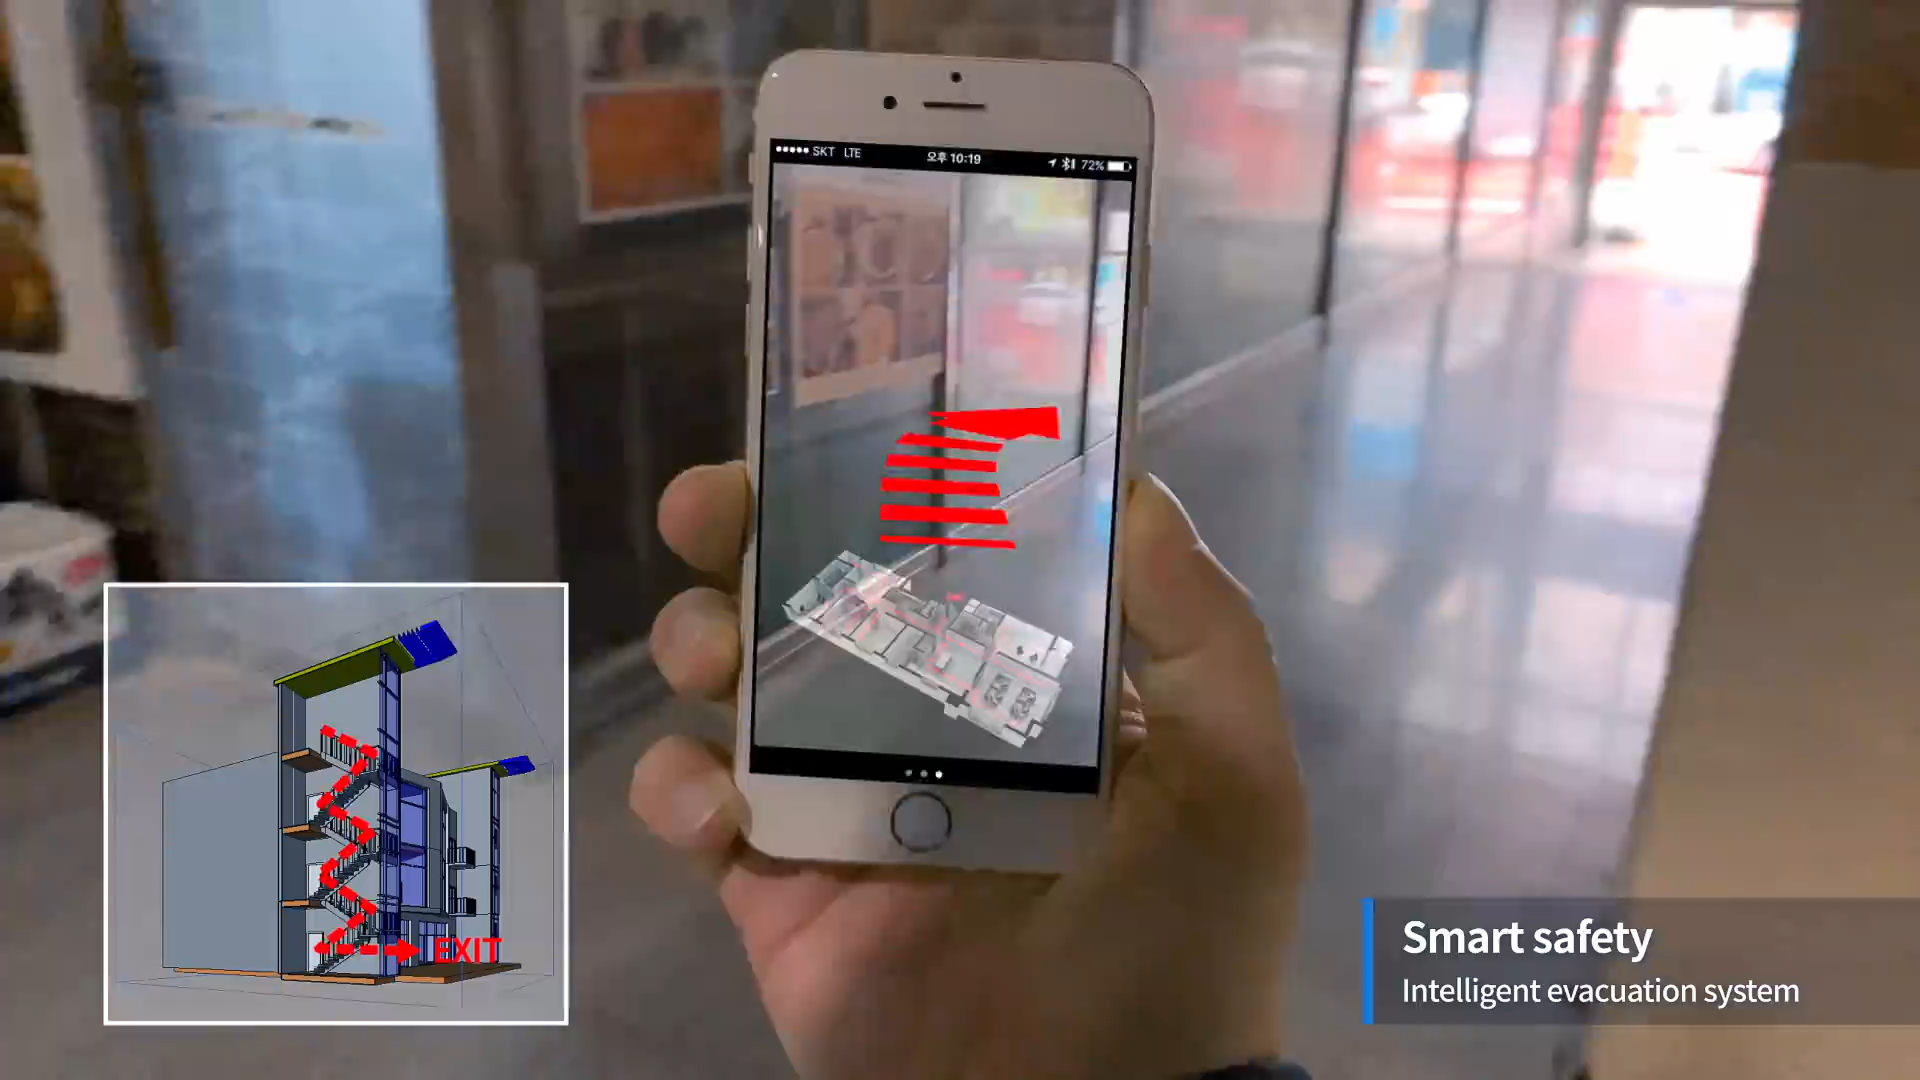 SKT LTE 오후 10:19 72%
EXIT
Smart safety
Intelligent evacuation system